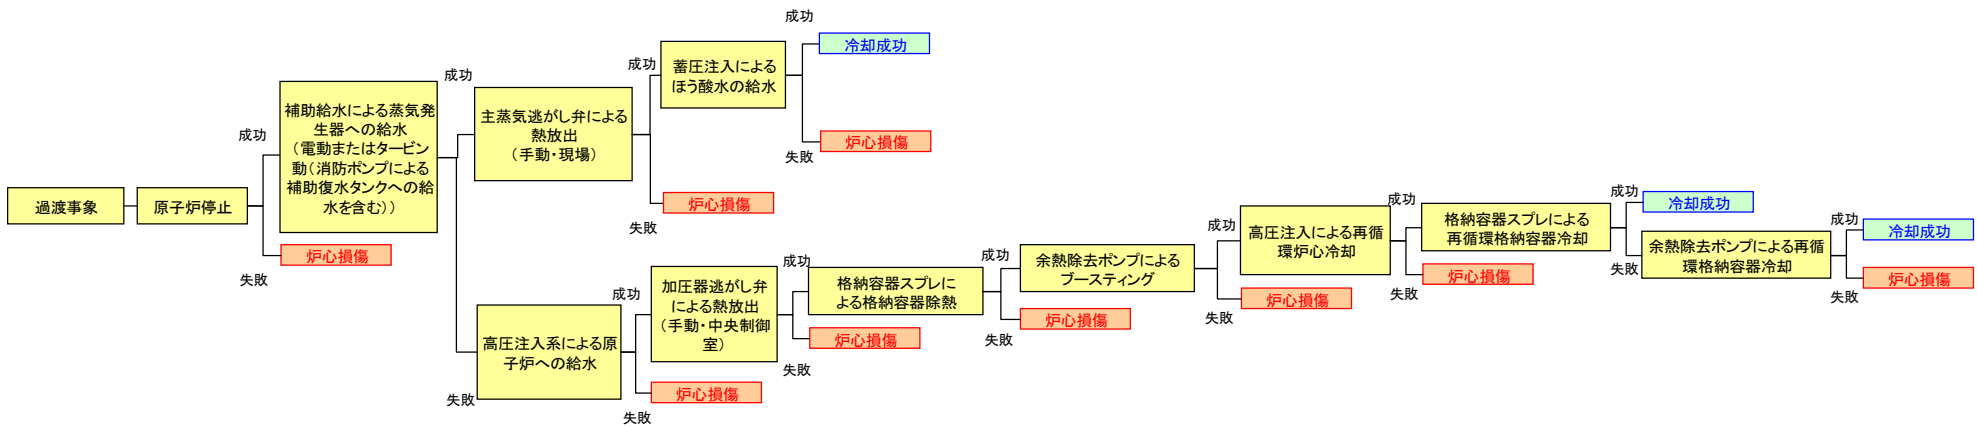 過渡事象
原子炉停止
成功
失敗
補助給水による蒸気発
生器への給水
(電動またはタービン
動(消防ポンプによる
補助復水タンクへの給
水を含む))
炉心損傷
成功
失敗
主蒸気逃がし弁による
熱放出
(手動・現場)
成功
失敗
蓄圧注入による
ほう酸水の給水
炉心損傷
成功
失敗
冷却成功
炉心損傷
高圧注入系による原
子炉への給水
成功
失敗
加圧器逃がし弁
による熱放出
(手動・中央制御
室)
炉心損傷
成功
失敗
格納容器スプレに
よる格納容器除熱
炉心損傷
成功
失敗
余熱除去ポンプによる
ブースティング
炉心損傷
成功
失敗
高圧注入による再循
環炉心冷却
炉心損傷
成功
失敗
格納容器スプレによる
再循環格納容器冷却
炉心損傷
成功
失敗
冷却成功
余熱除去ポンプによる再循
環格納容器冷却
成功
失敗
冷却成功
炉心損傷